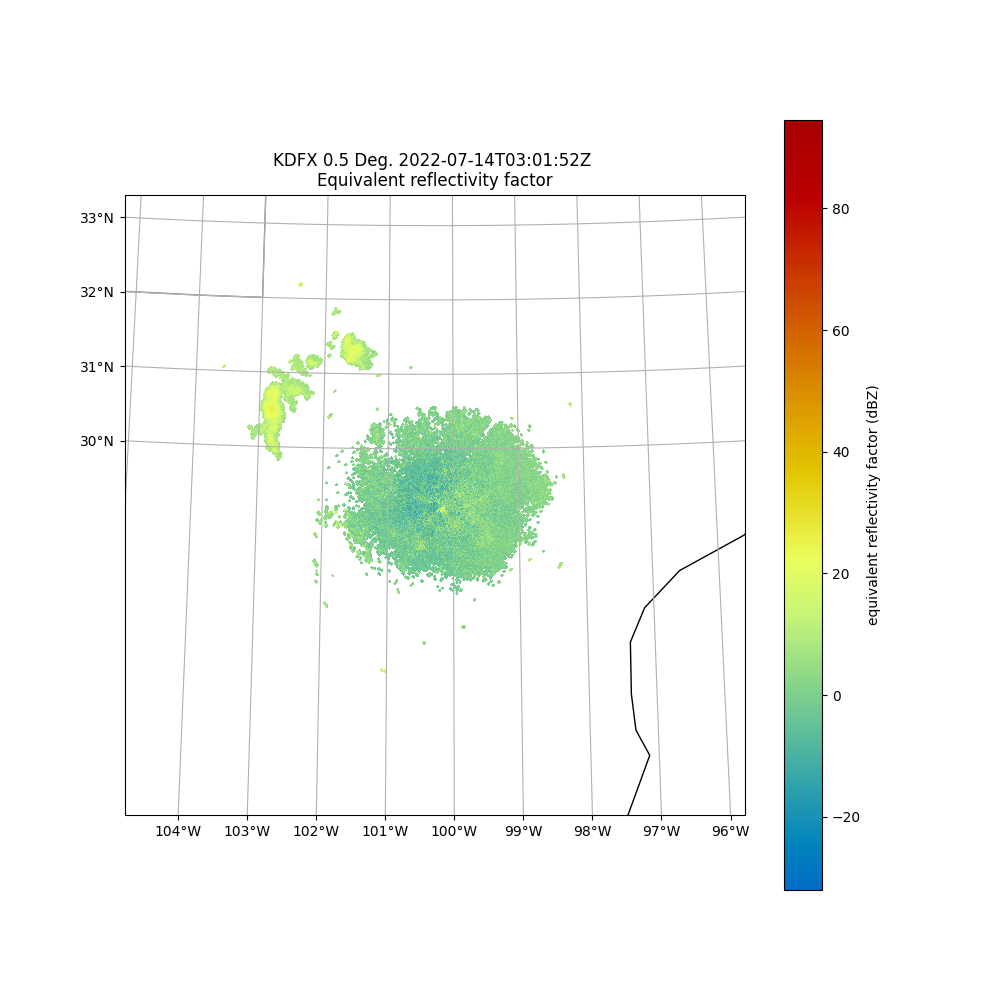 KDFX 0.5 Deg. 2022-07-14T03:01:52Z
Equivalent reflectivity factor
33°N
32°N
31°N
30°N
104°W 103°W 102°W 101°W 100°W 99°W 98°W 97°W 96°W
80
60
40
20
0
−20
equivalent reflectivity factor (dBZ)